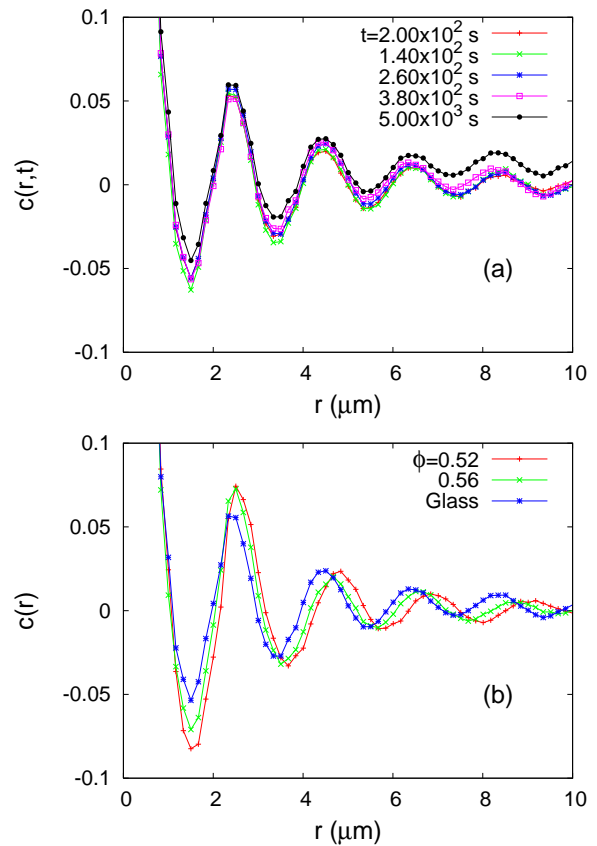 t=2.00x10² s
1.40x10² s
2.60x10² s
3.80x10² s
5.00x10³ s
0.1
0.05
0
-0.05
-0.1
c(r,t)
(a)
0 2 4 6 8 10
r (μm)
ϕ=0.52
0.56
Glass
0.1
0.05
0
-0.05
-0.1
c(r)
(b)
0 2 4 6 8 10
r (μm)